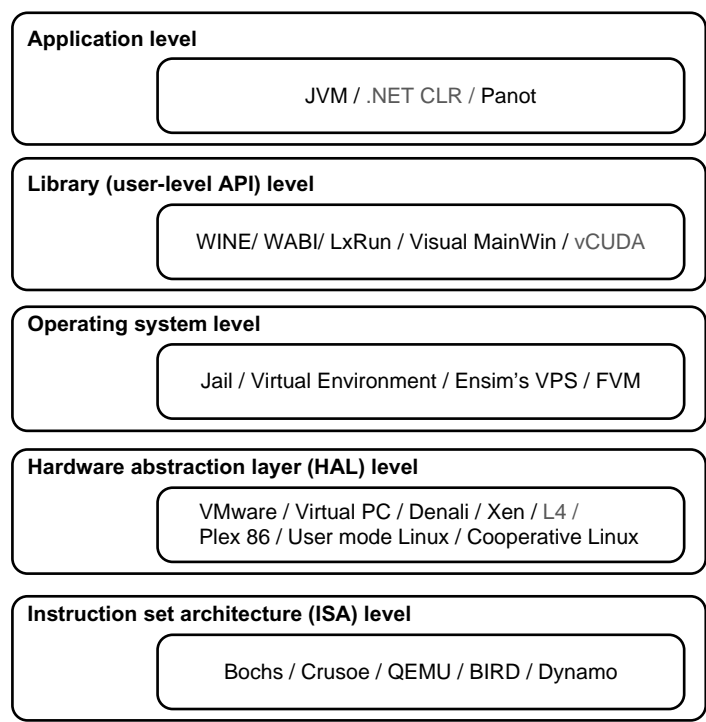 Application level
JVM / .NET CLR / Panot
Library (user-level API) level
WINE/ WABI/ LxRun / Visual MainWin / vCUDA
Operating system level
Jail / Virtual Environment / Ensim's VPS / FVM
Hardware abstraction layer (HAL) level
VMware / Virtual PC / Denali / Xen / L4 /
Plex 86 / User mode Linux / Cooperative Linux
Instruction set architecture (ISA) level
Bochs / Crusoe / QEMU / BIRD / Dynamo